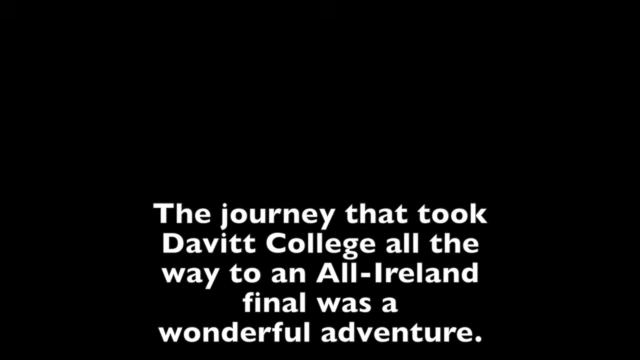 The journey that took
Davitt College all the
way to an All-Ireland
final was a
wonderful adventure.